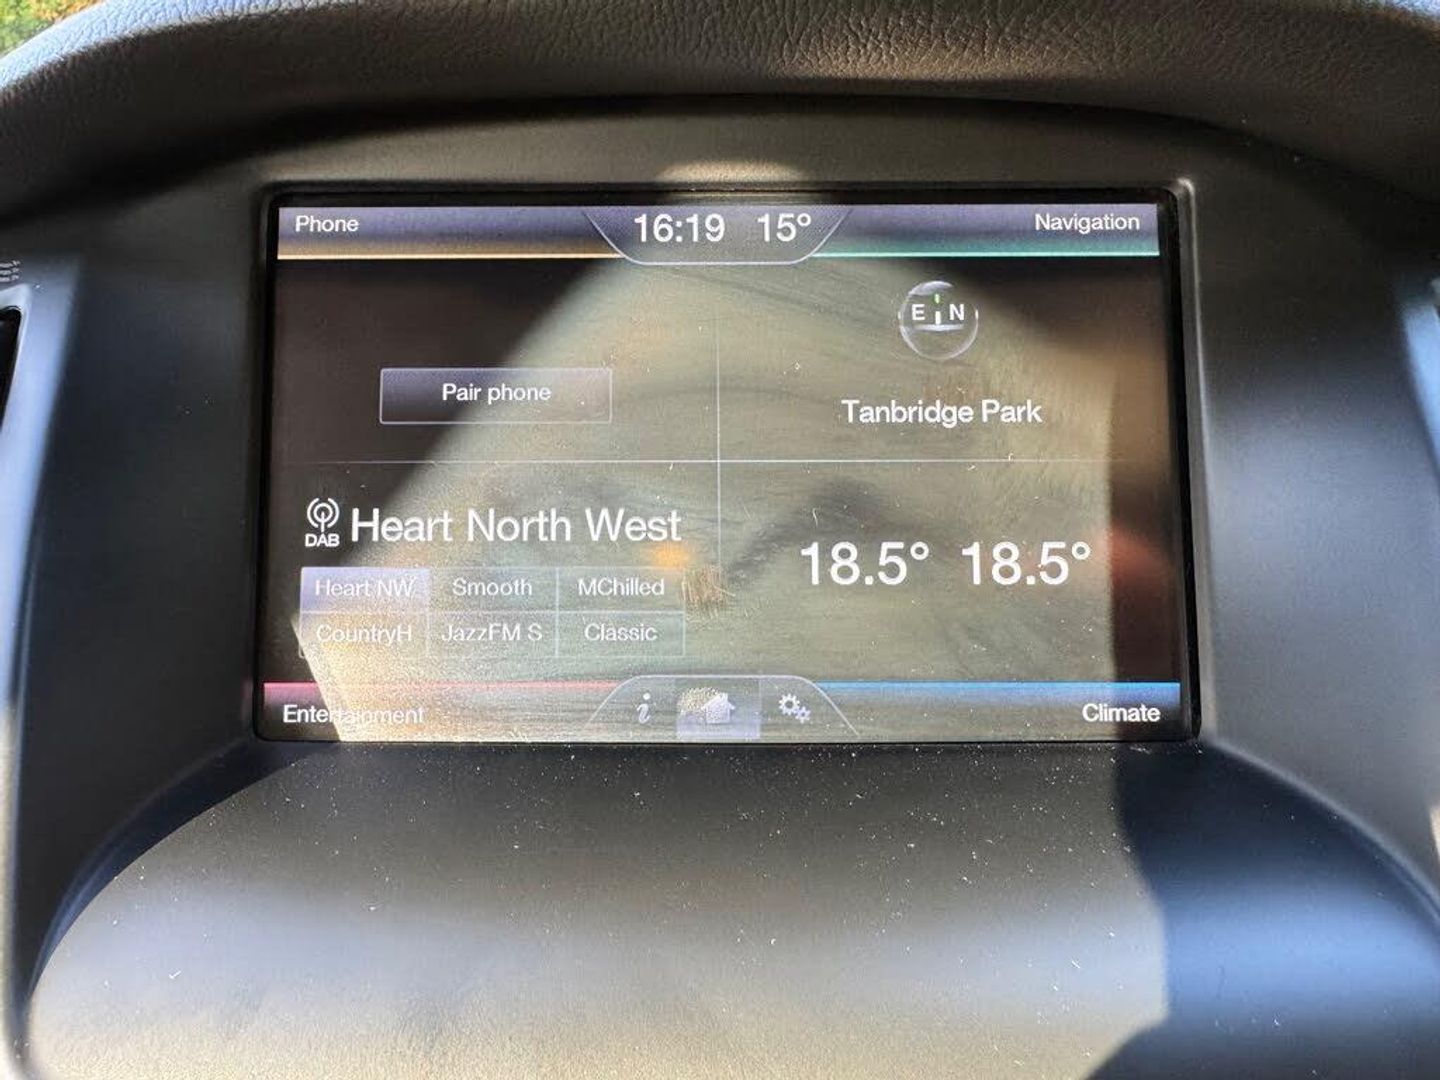 Phone
16:19 15°
Navigation
E N
Pair phone
Tanbridge Park
DAB
Heart North West
Heart NW Smooth MChilled
CountryH JazzFM S Classic
18.5° 18.5°
Entertainment
i
Climate